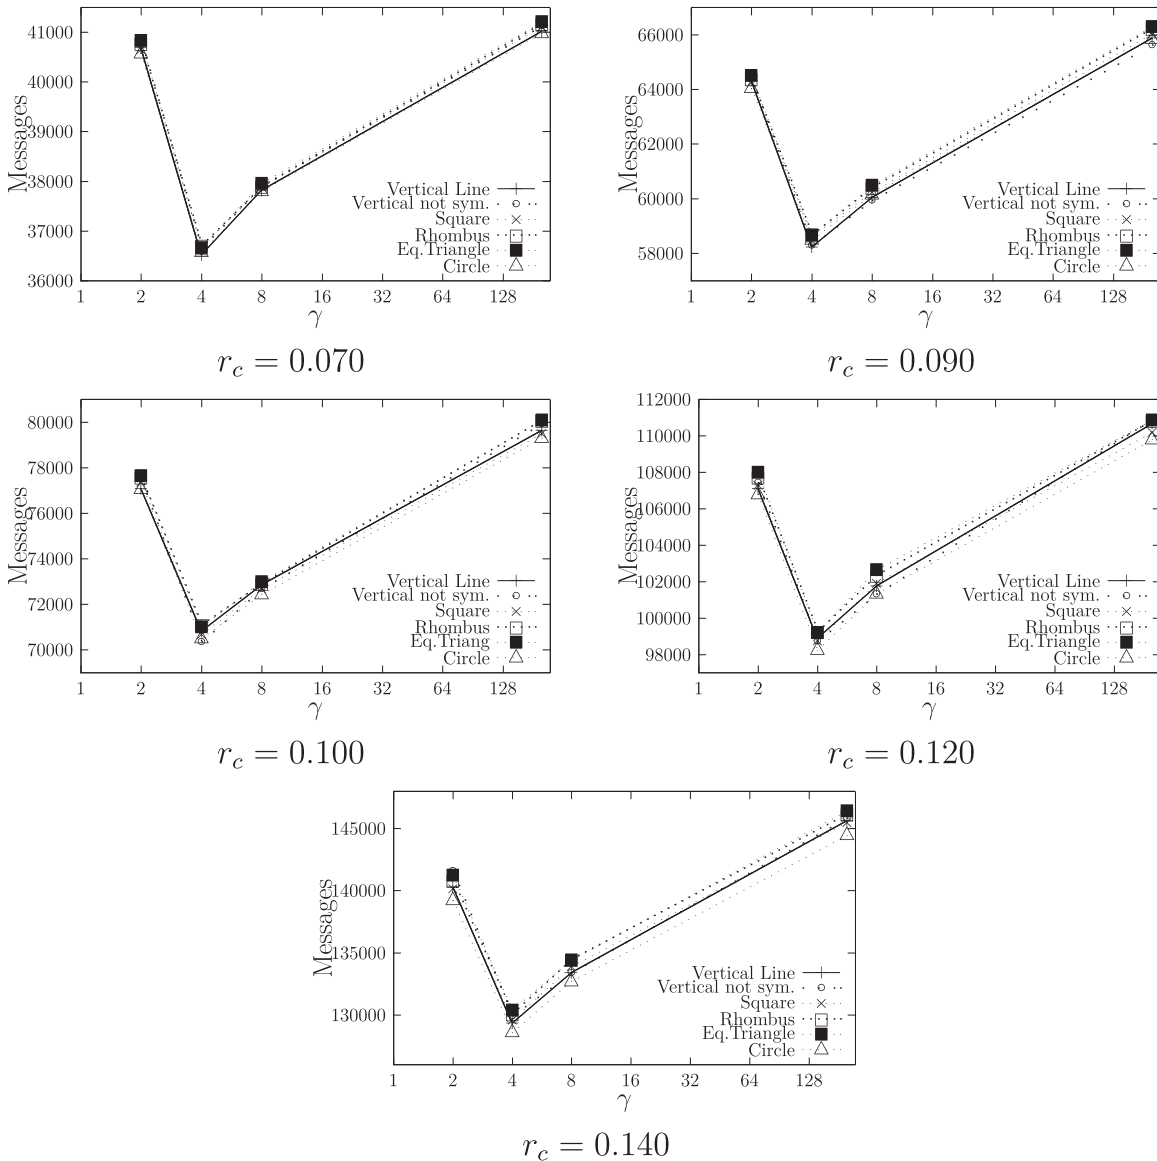 41000
40000
39000
38000
37000
36000
Messages
Vertical Line
Vertical not sym.
Square
Rhombus
Eq.Triangle
Circle
1 2 4 8 16 32 64 128
γ
r_c = 0.070
66000
64000
62000
60000
58000
Messages
Vertical Line
Vertical not sym.
Square
Rhombus
Eq.Triangle
Circle
1 2 4 8 16 32 64 128
γ
r_c = 0.090
80000
78000
76000
74000
72000
70000
Messages
Vertical Line
Vertical not sym.
Square
Rhombus
Eq.Triang
Circle
1 2 4 8 16 32 64 128
γ
r_c = 0.100
112000
110000
108000
106000
104000
102000
100000
98000
Messages
Vertical Line
Vertical not sym.
Square
Rhombus
Eq.Triangle
Circle
1 2 4 8 16 32 64 128
γ
r_c = 0.120
145000
140000
135000
130000
Messages
Vertical Line
Vertical not sym.
Square
Rhombus
Eq.Triangle
Circle
1 2 4 8 16 32 64 128
γ
r_c = 0.140